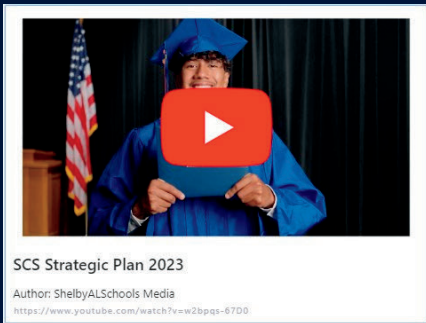 SCS Strategic Plan 2023
Author: ShelbyALSchools Media
https://www.youtube.com/watch?v=w2bpqs-67D0